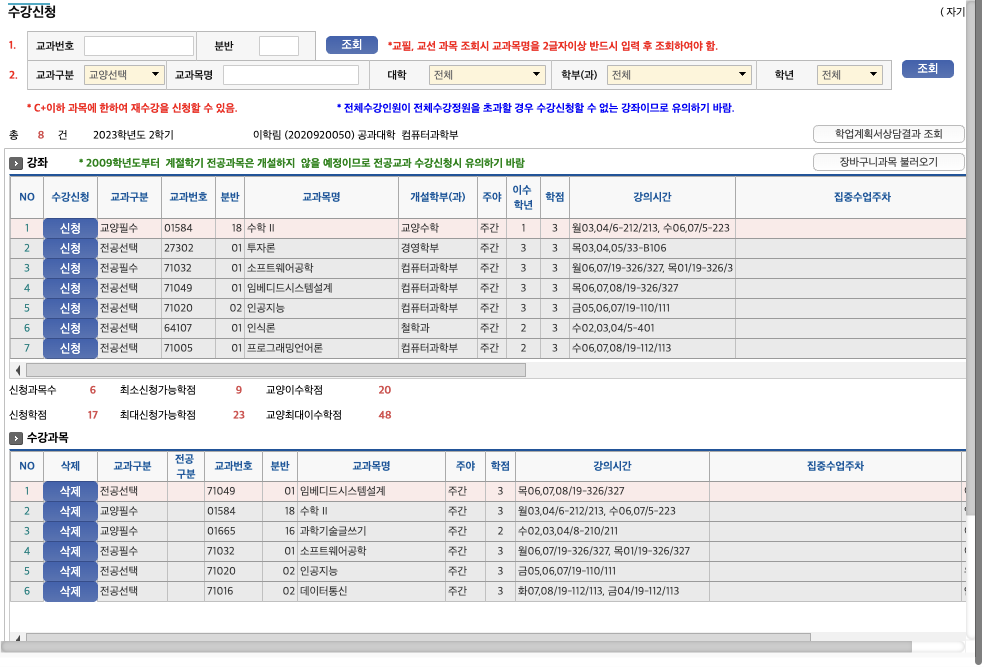 수강신청
( 자기
1. 교과번호 분반 조회 *교필, 교선 과목 조회시 교과목명을 2글자이상 반드시 입력 후 조회하여야 함.
2. 교과구분 교양선택 교과목명 대학 전체 학부(과) 전체 학년 전체 조회
* C+이하 과목에 한하여 재수강을 신청할 수 있음. * 전체수강인원이 전체수강정원을 초과할 경우 수강신청할 수 없는 강좌이므로 유의하기 바람.
총 8 건 2023학년도 2학기 이학림 (2020920050) 공과대학 컴퓨터과학부 학업계획서상담결과 조회
강좌 * 2009학년도부터 계절학기 전공과목은 개설하지 않을 예정이므로 전공교과 수강신청시 유의하기 바람 장바구니과목 불러오기
NO 수강신청 교과구분 교과번호 분반 교과목명 개설학부(과) 주야 이수학년 학점 강의시간 집중수업주차
1 신청 교양필수 01584 18 수학 II 교양수학 주간 1 3 월03,04/6-212/213, 수06,07/5-223
2 신청 전공선택 27302 01 투자론 경영학부 주간 3 3 목03,04,05/33-B106
3 신청 전공필수 71032 01 소프트웨어공학 컴퓨터과학부 주간 3 3 월06,07/19-326/327, 목01/19-326/3
4 신청 전공선택 71049 01 임베디드시스템설계 컴퓨터과학부 주간 3 3 목06,07,08/19-326/327
5 신청 전공선택 71020 02 인공지능 컴퓨터과학부 주간 3 3 금05,06,07/19-110/111
6 신청 전공선택 64107 01 인식론 철학과 주간 2 3 수02,03,04/5-401
7 신청 전공선택 71005 01 프로그래밍언어론 컴퓨터과학부 주간 2 3 수06,07,08/19-112/113
신청과목수 6 최소신청가능학점 9 교양이수학점 20
신청학점 17 최대신청가능학점 23 교양최대이수학점 48
수강과목
NO 삭제 교과구분 전공구분 교과번호 분반 교과목명 주야 학점 강의시간 집중수업주차
1 삭제 전공선택 71049 01 임베디드시스템설계 주간 3 목06,07,08/19-326/327
2 삭제 교양필수 01584 18 수학 II 주간 3 월03,04/6-212/213, 수06,07/5-223
3 삭제 교양필수 01665 16 과학기술글쓰기 주간 2 수02,03,04/8-210/211
4 삭제 전공필수 71032 01 소프트웨어공학 주간 3 월06,07/19-326/327, 목01/19-326/327
5 삭제 전공선택 71020 02 인공지능 주간 3 금05,06,07/19-110/111
6 삭제 전공선택 71016 02 데이터통신 주간 3 화07,08/19-112/113, 금04/19-112/113